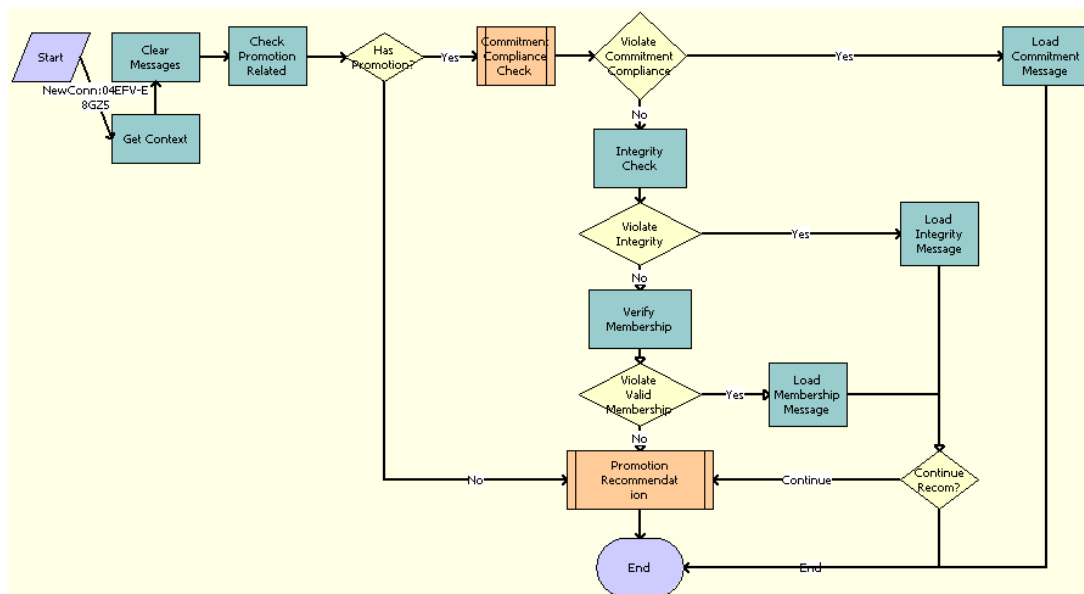 Start
NewConn:04EFV-E
8GZ5
Clear
Messages
Get Context
Check
Promotion
Related
Has
Promotion?
Yes
Commitment
Compliance
Check
Violate
Commitment
Compliance
Yes
Load
Commitment
Message
No
Integrity
Check
Violate
Integrity
Yes
Load
Integrity
Message
No
Verify
Membership
Violate
Valid
Membership
Yes
Load
Membership
Message
No
No
Promotion
Recommendat
ion
Continue
Continue
Recom?
End
End